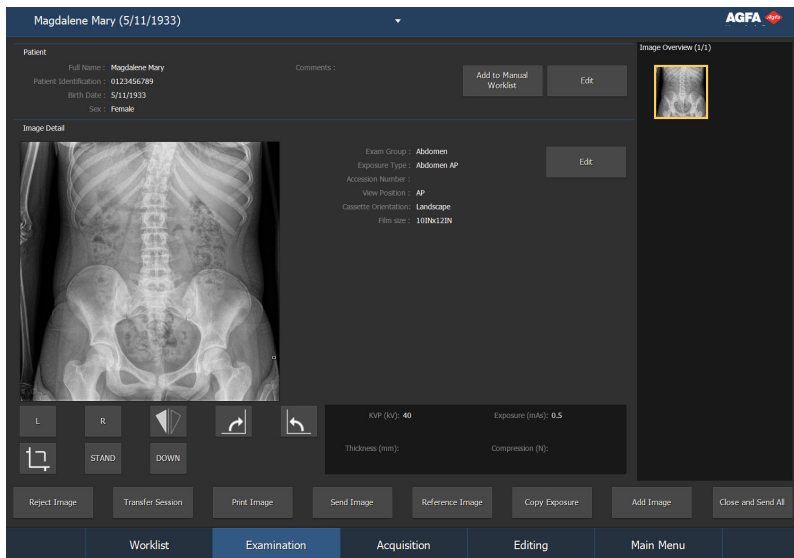 Magdalene Mary (5/11/1933)
AGFA
Patient
Full Name : Magdalene Mary
Comments :
Patient Identification : 0123456789
Birth Date : 5/11/1933
Sex : Female
Add to Manual
Worklist
Edit
Image Overview (1/1)
Image Detail
Exam Group : Abdomen
Exposure Type : Abdomen AP
Accession Number :
View Position : AP
Cassette Orientation: Landscape
Film size : 10INx12IN
Edit
L
R
STAND
DOWN
KVP (kV): 40
Exposure (mAs): 0.5
Thickness (mm):
Compression (N):
Reject Image
Transfer Session
Print Image
Send Image
Reference Image
Copy Exposure
Add Image
Close and Send All
Worklist
Examination
Acquisition
Editing
Main Menu